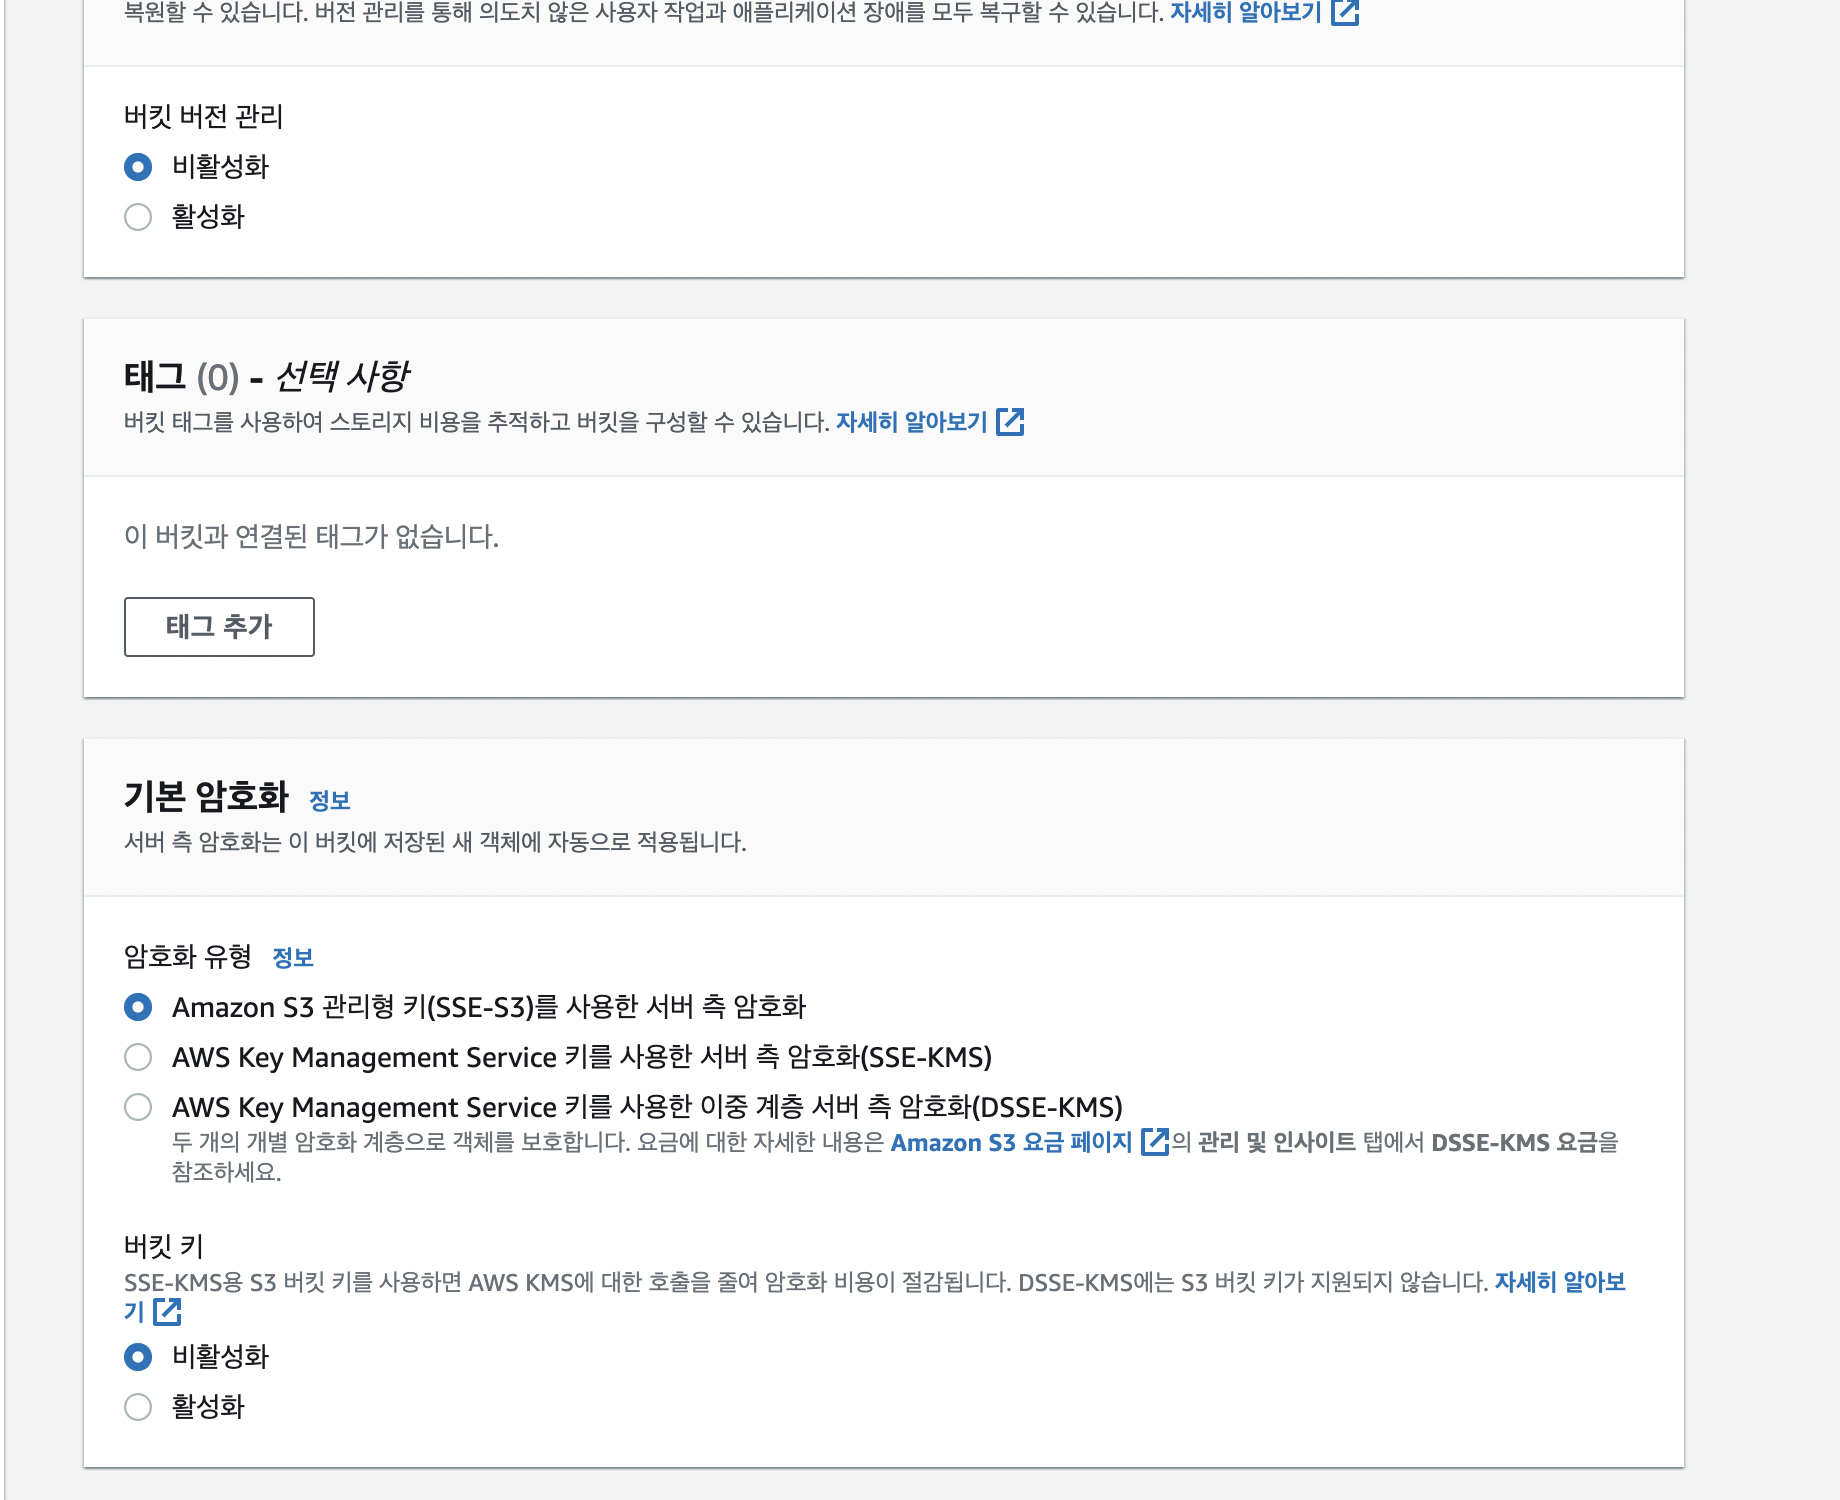 복원할 수 있습니다. 버전 관리를 통해 의도치 않은 사용자 작업과 애플리케이션 장애를 모두 복구할 수 있습니다. 자세히 알아보기
버킷 버전 관리
비활성화
활성화
태그 (0) - 선택 사항
버킷 태그를 사용하여 스토리지 비용을 추적하고 버킷을 구성할 수 있습니다. 자세히 알아보기
이 버킷과 연결된 태그가 없습니다.
태그 추가
기본 암호화 정보
서버 측 암호화는 이 버킷에 저장된 새 객체에 자동으로 적용됩니다.
암호화 유형 정보
Amazon S3 관리형 키(SSE-S3)를 사용한 서버 측 암호화
AWS Key Management Service 키를 사용한 서버 측 암호화(SSE-KMS)
AWS Key Management Service 키를 사용한 이중 계층 서버 측 암호화(DSSE-KMS)
두 개의 개별 암호화 계층으로 객체를 보호합니다. 요금에 대한 자세한 내용은 Amazon S3 요금 페이지의 관리 및 인사이트 탭에서 DSSE-KMS 요금을
참조하세요.
버킷 키
SSE-KMS용 S3 버킷 키를 사용하면 AWS KMS에 대한 호출을 줄여 암호화 비용이 절감됩니다. DSSE-KMS에는 S3 버킷 키가 지원되지 않습니다. 자세히 알아보
기
비활성화
활성화